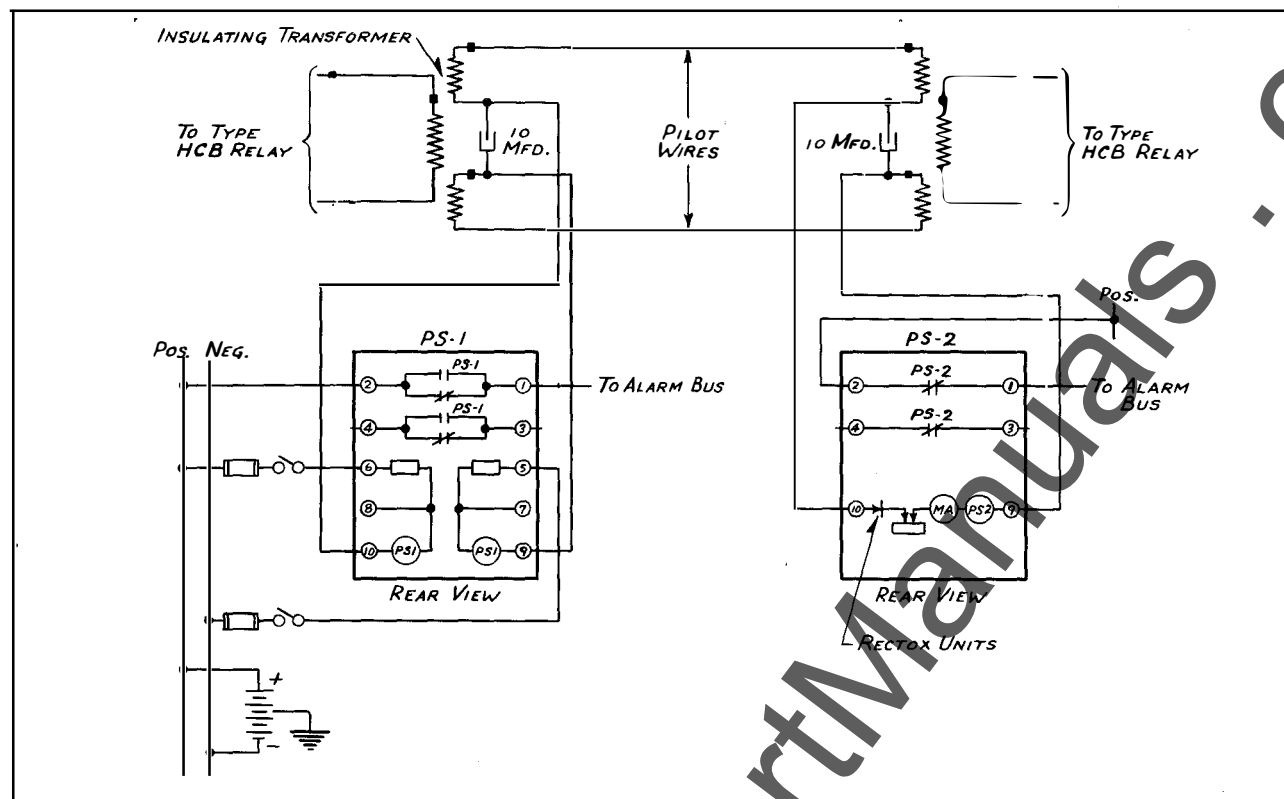 INSULATING TRANSFORMER
TO TYPE
HCB RELAY
10
MFD.
PILOT
WIRES
10 MFD.
TO TYPE
HCB RELAY
POS. NEG.
PS-1
PS-1
2
1
TO ALARM BUS
PS-1
4
3
6
5
8
7
10
PS1
PS1
9
REAR VIEW
POS.
PS-2
PS-2
2
1
TO ALARM
BUS
PS-2
4
3
10
MA
PS2
9
REAR VIEW
RECTOX UNITS
+
-
rtManuals .